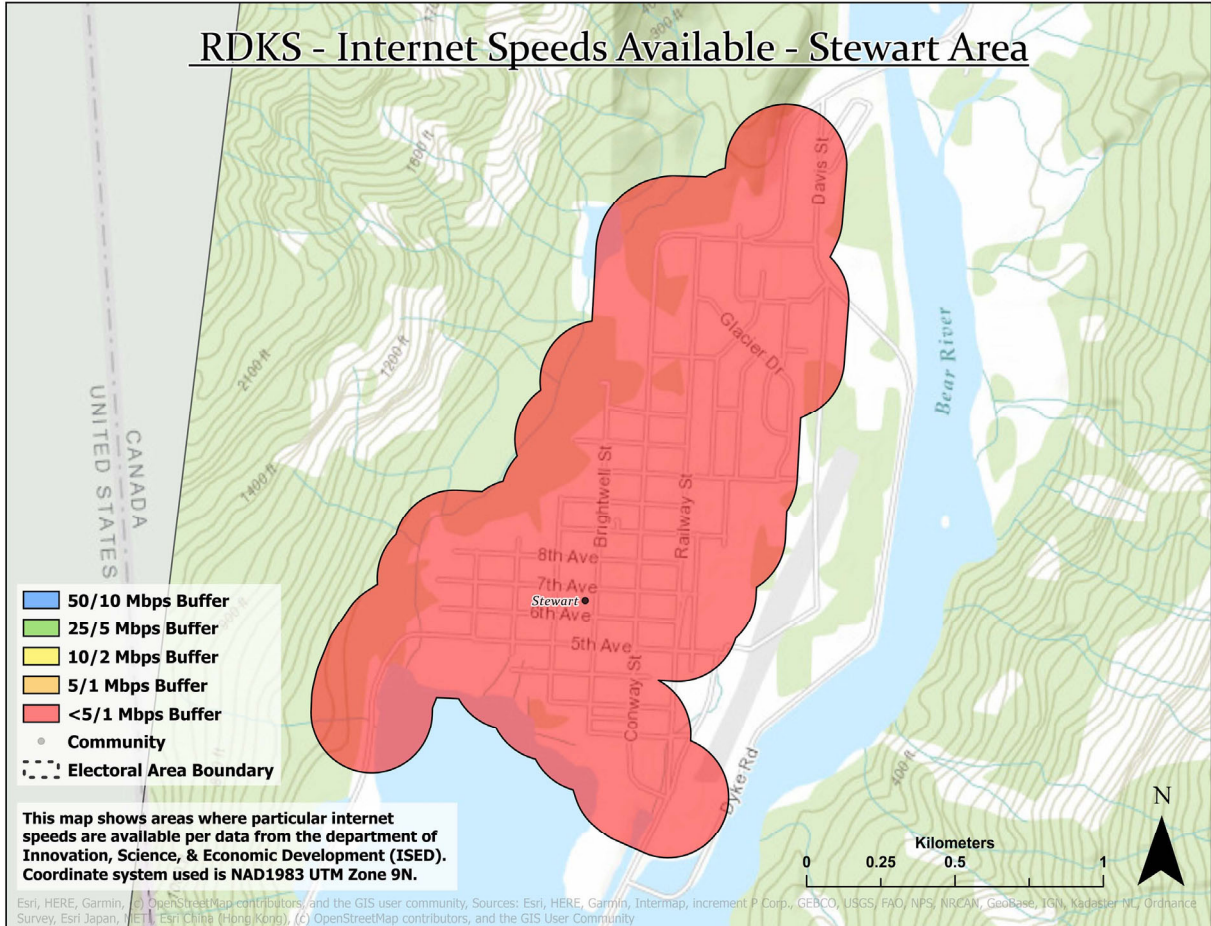 RDKS - Internet Speeds Available - Stewart Area
300 ft
1600 ft
Davis St
Glacier Dr
Bear River
2100 ft
1200 ft
1400 ft
CANADA
UNITED STATES
Brightwell St
Railway St
8th Ave
7th Ave
Stewart
6th Ave
5th Ave
Conway St
Dyke Rd
400 ft
50/10 Mbps Buffer
25/5 Mbps Buffer
10/2 Mbps Buffer
5/1 Mbps Buffer
<5/1 Mbps Buffer
Community
Electoral Area Boundary
This map shows areas where particular internet
speeds are available per data from the department of
Innovation, Science, & Economic Development (ISED).
Coordinate system used is NAD1983 UTM Zone 9N.
N
Kilometers
0 0.25 0.5 1
Esri, HERE, Garmin, (c) OpenStreetMap contributors, and the GIS user community, Sources: Esri, HERE, Garmin, Intermap, increment P Corp., GEBCO, USGS, FAO, NPS, NRCAN, GeoBase, IGN, Kadaster NL, Ordnance
Survey, Esri Japan, METI, Esri China (Hong Kong), (c) OpenStreetMap contributors, and the GIS User Community